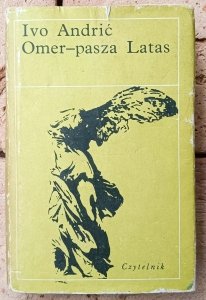 Ivo Andrić
Omer-pasza Latas
Czytelnik